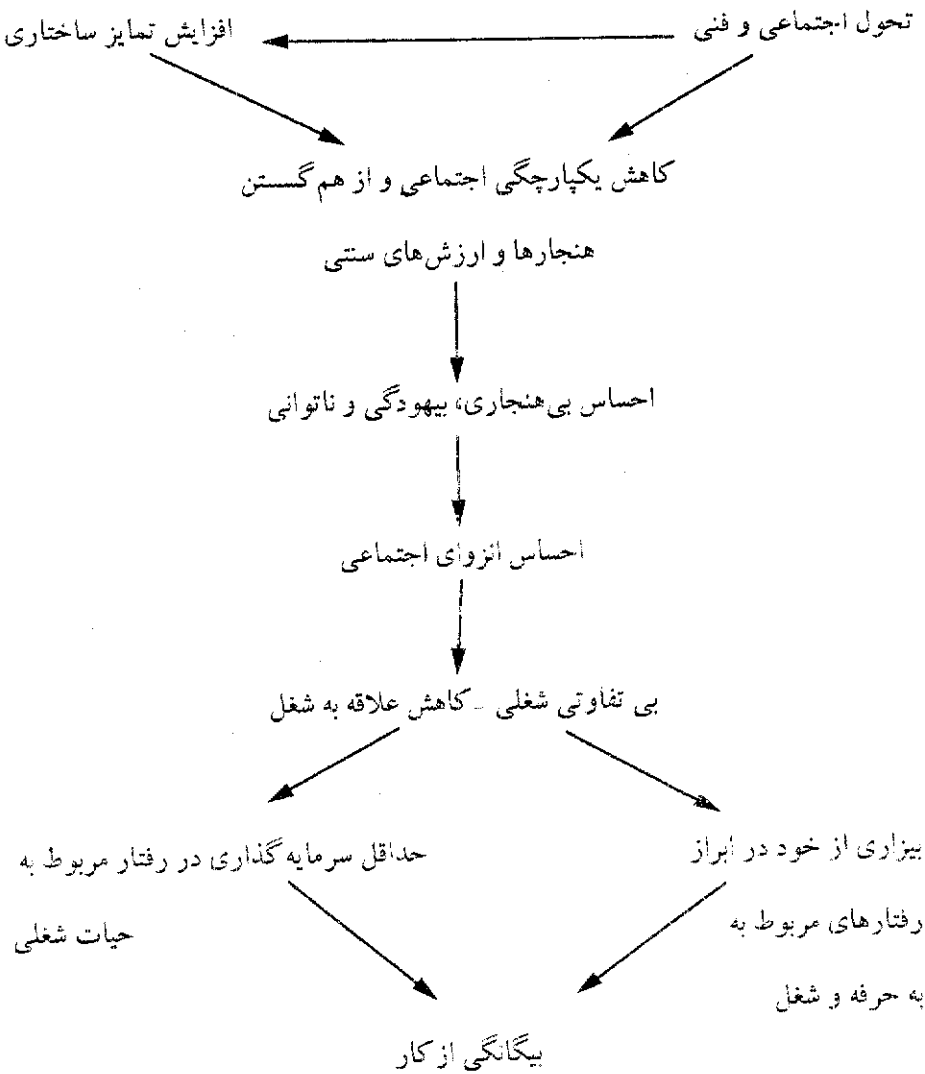 تحول اجتماعی و فنی
افزایش تمایز ساختاری
کاهش یکپارچگی اجتماعی و از هم گسستن
هنجارها و ارزش‌های سنتی
احساس بی‌هنجاری، بیهودگی و ناتوانی
احساس انزوای اجتماعی
بی تفاوتی شغلی - کاهش علاقه به شغل
بیزاری از خود در ابراز
رفتارهای مربوط به
به حرفه و شغل
حداقل سرمایه‌گذاری در رفتار مربوط به
حیات شغلی
بیگانگی از کار